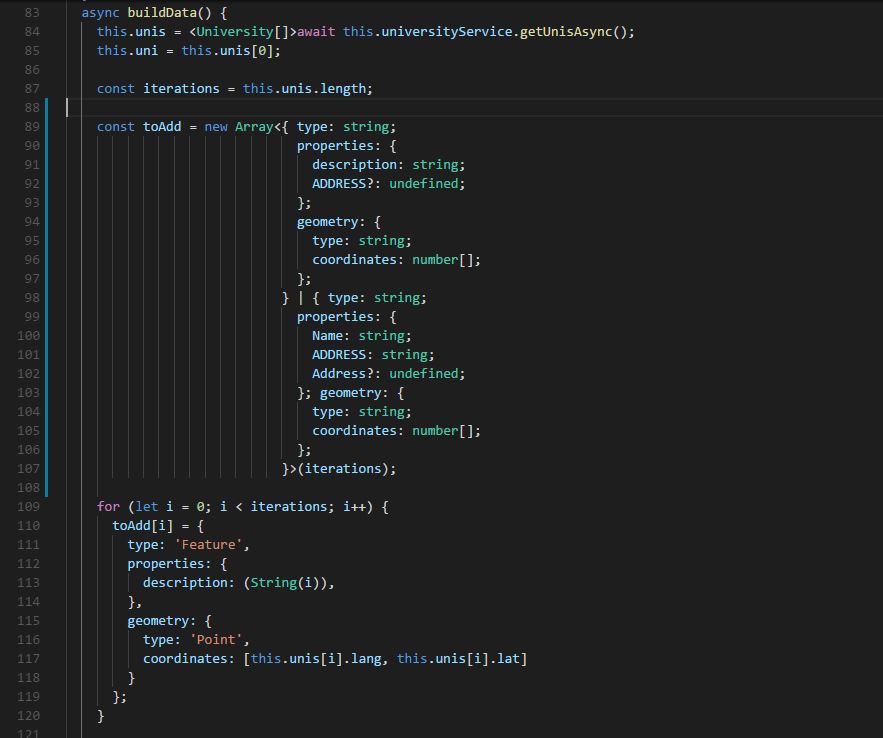 83 async buildData() {
84 this.unis = <University[]>await this.universityService.getUnisAsync();
85 this.uni = this.unis[0];
86
87 const iterations = this.unis.length;
88
89 const toAdd = new Array<{ type: string;
90 properties: {
91 description: string;
92 ADDRESS?: undefined;
93 };
94 geometry: {
95 type: string;
96 coordinates: number[];
97 };
98 } | { type: string;
99 properties: {
100 Name: string;
101 ADDRESS: string;
102 Address?: undefined;
103 }; geometry: {
104 type: string;
105 coordinates: number[];
106 };
107 }>(iterations);
108
109 for (let i = 0; i < iterations; i++) {
110 toAdd[i] = {
111 type: 'Feature',
112 properties: {
113 description: (String(i)),
114 },
115 geometry: {
116 type: 'Point',
117 coordinates: [this.unis[i].lang, this.unis[i].lat]
118 }
119 };
120 }
121